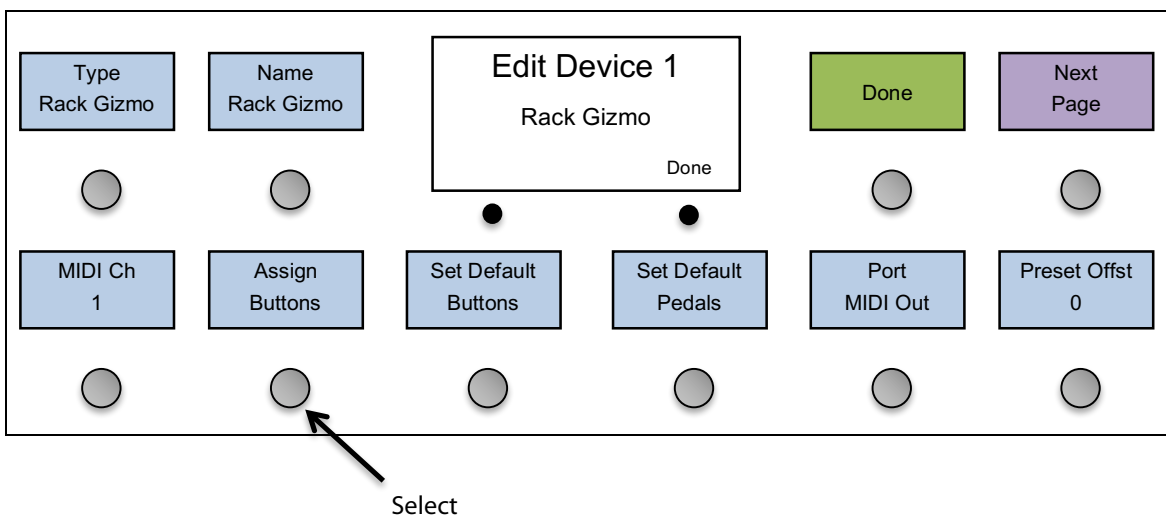 Type
Rack Gizmo
Name
Rack Gizmo
Edit Device 1
Rack Gizmo
Done
Done
Next
Page
MIDI Ch
1
Assign
Buttons
Set Default
Buttons
Set Default
Pedals
Port
MIDI Out
Preset Offst
0
Select